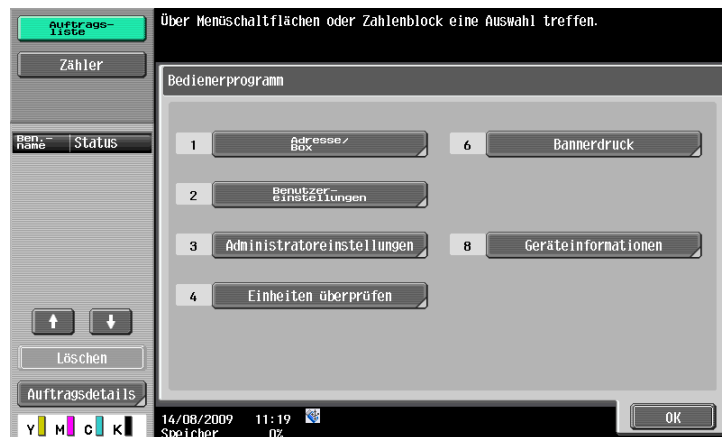 Auftrags-
liste
Über Menüschaltflächen oder Zahlenblock eine Auswahl treffen.
Zähler
Bedienerprogramm
Ben.-
name
Status
1
Adresse/
Box
6
Bannerdruck
2
Benutzer-
einstellungen
3
Administratoreinstellungen
8
Geräteinformationen
4
Einheiten überprüfen
Löschen
Auftragsdetails
Y M C K
14/08/2009 11:19
Speicher 0%
OK